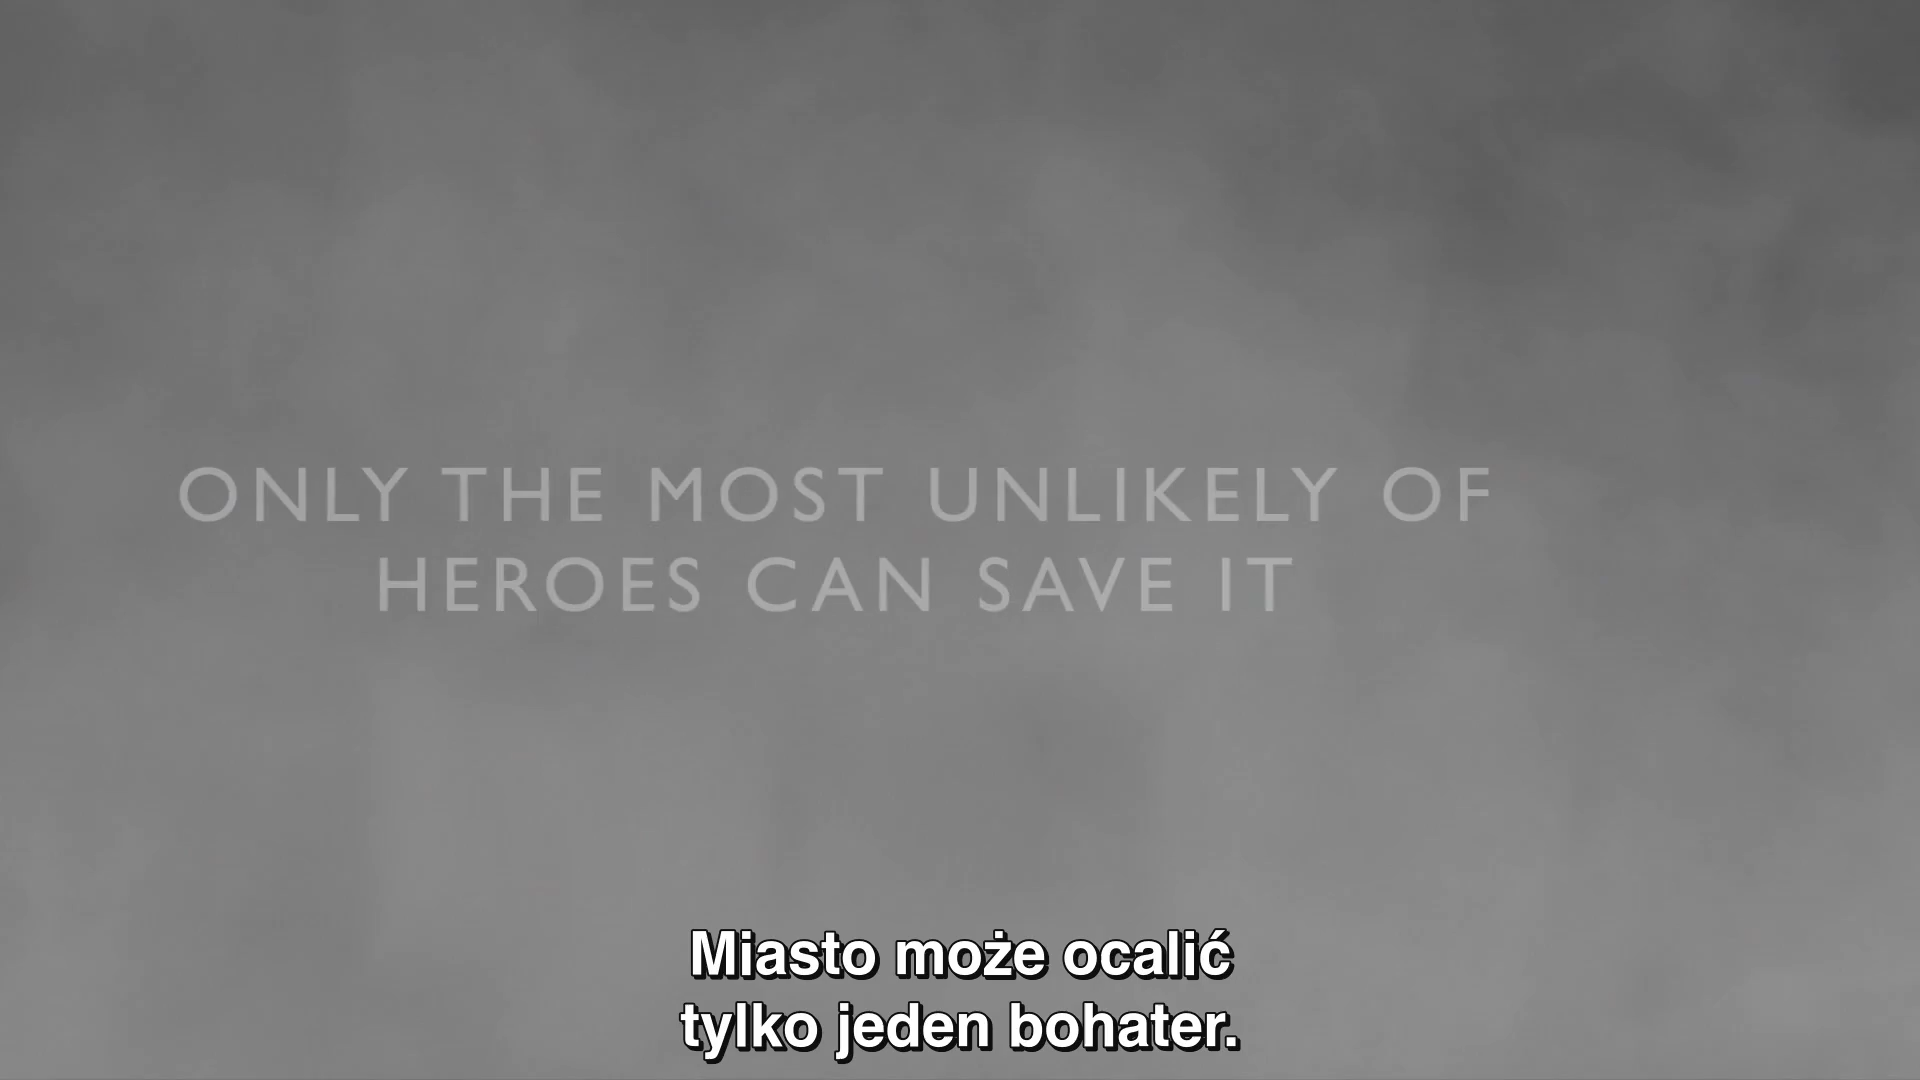 ONLY THE MOST UNLIKELY OF
HEROES CAN SAVE IT
Miasto może ocalić
tylko jeden bohater.